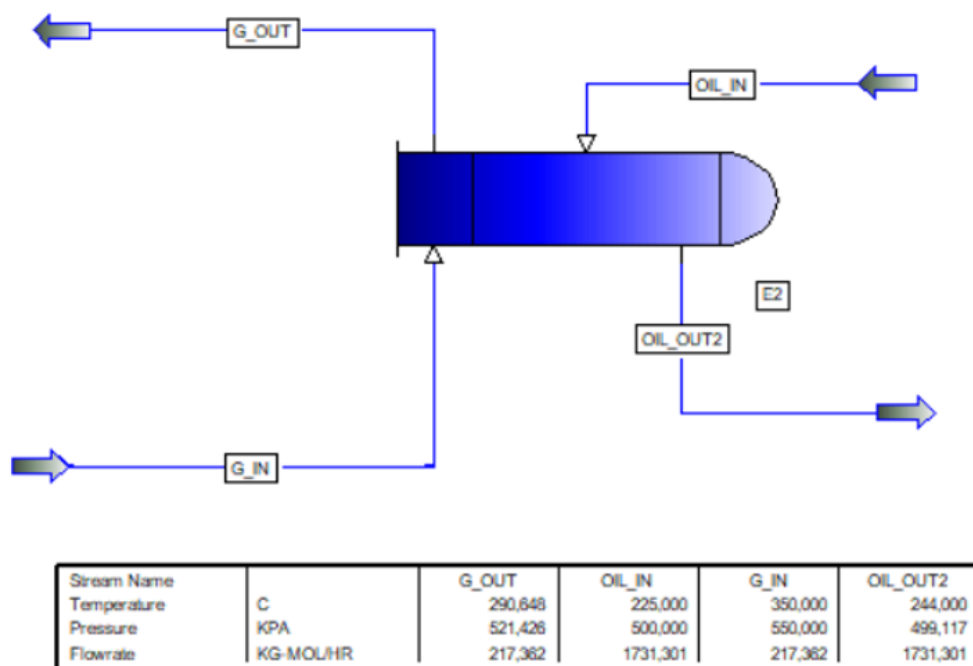 G_OUT
OIL_IN
E2
OIL_OUT2
G_IN
Stream Name G_OUT OIL_IN G_IN OIL_OUT2
Temperature C 290,648 225,000 350,000 244,000
Pressure KPA 521,426 500,000 550,000 499,117
Flowrate KG-MOL/HR 217,362 1731,301 217,362 1731,301